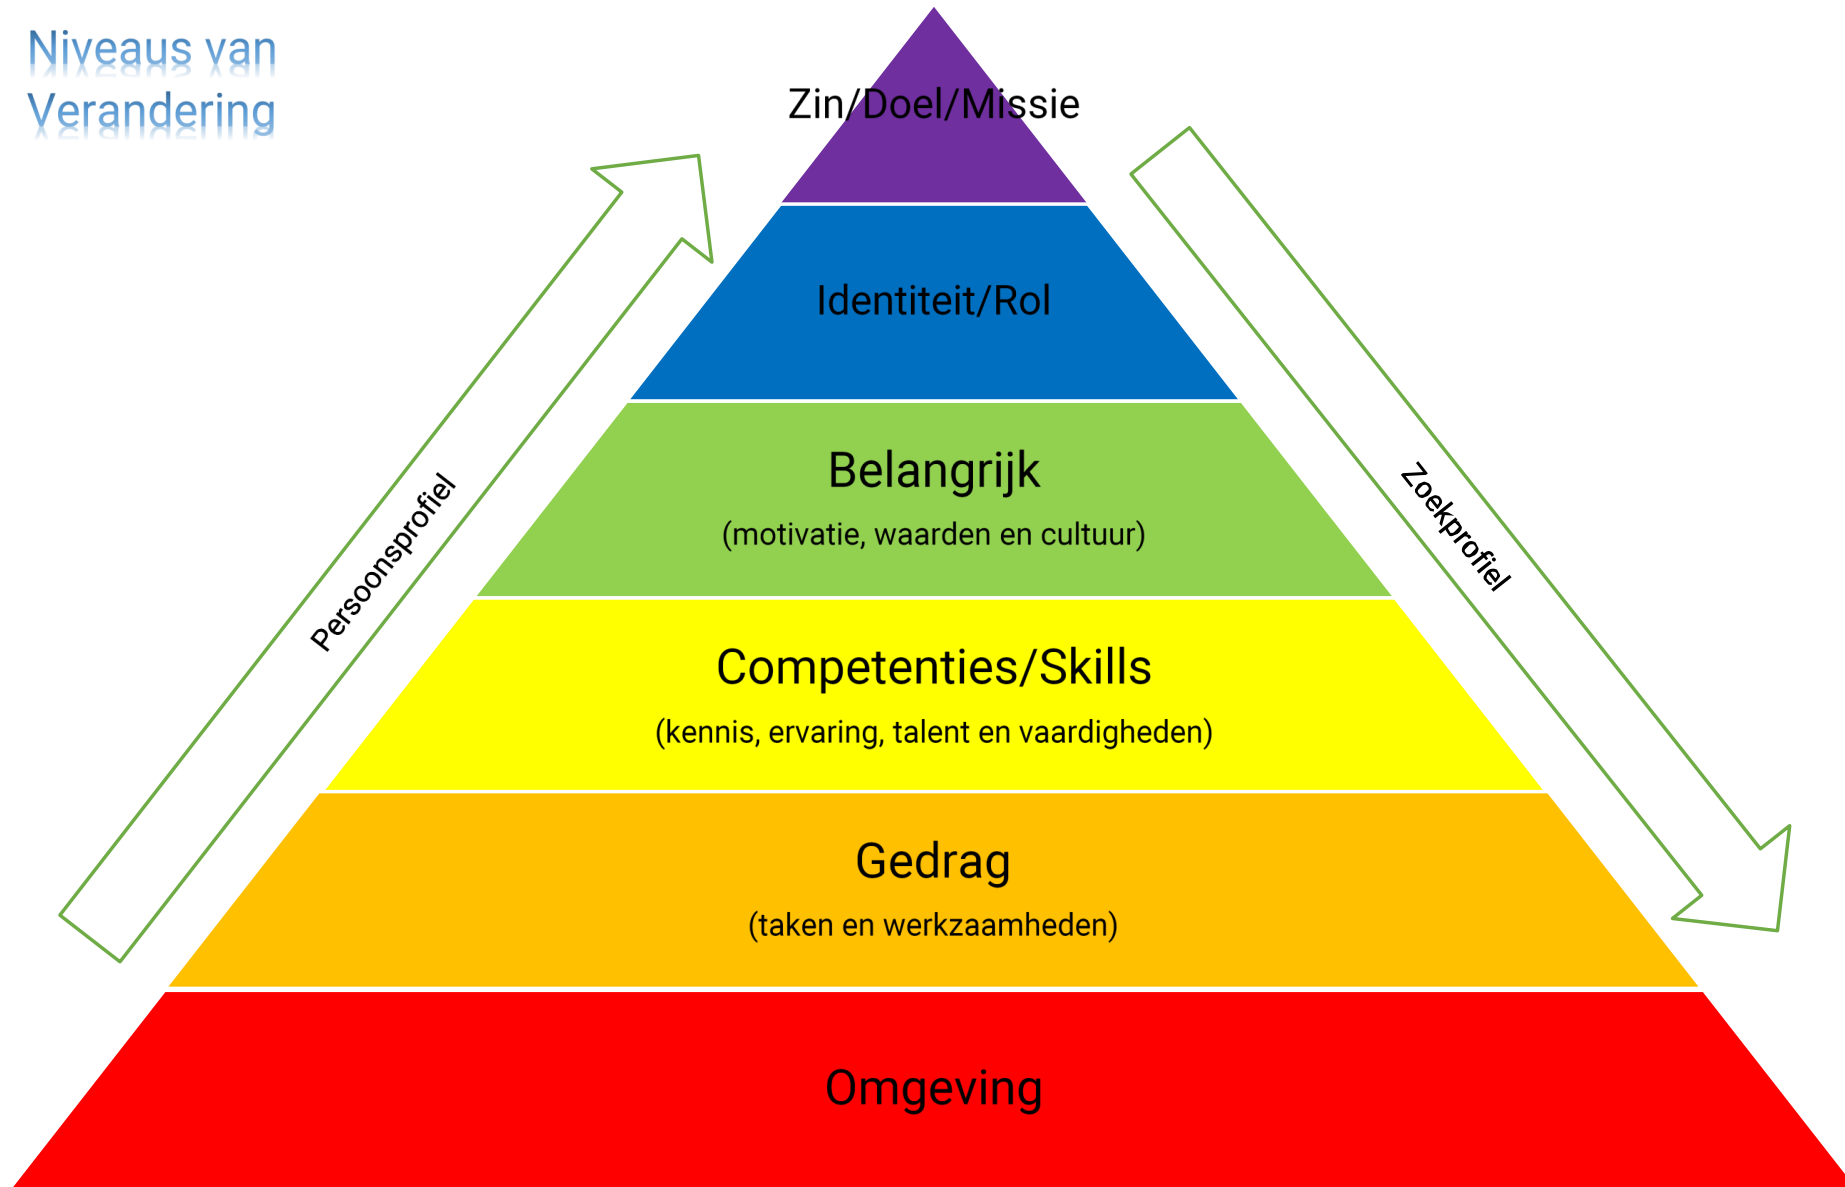 Niveaus van
Verandering
Zin/Doel/Missie
Identiteit/Rol
Belangrijk
(motivatie, waarden en cultuur)
Persoonsprofiel
Zoekprofiel
Competenties/Skills
(kennis, ervaring, talent en vaardigheden)
Gedrag
(taken en werkzaamheden)
Omgeving